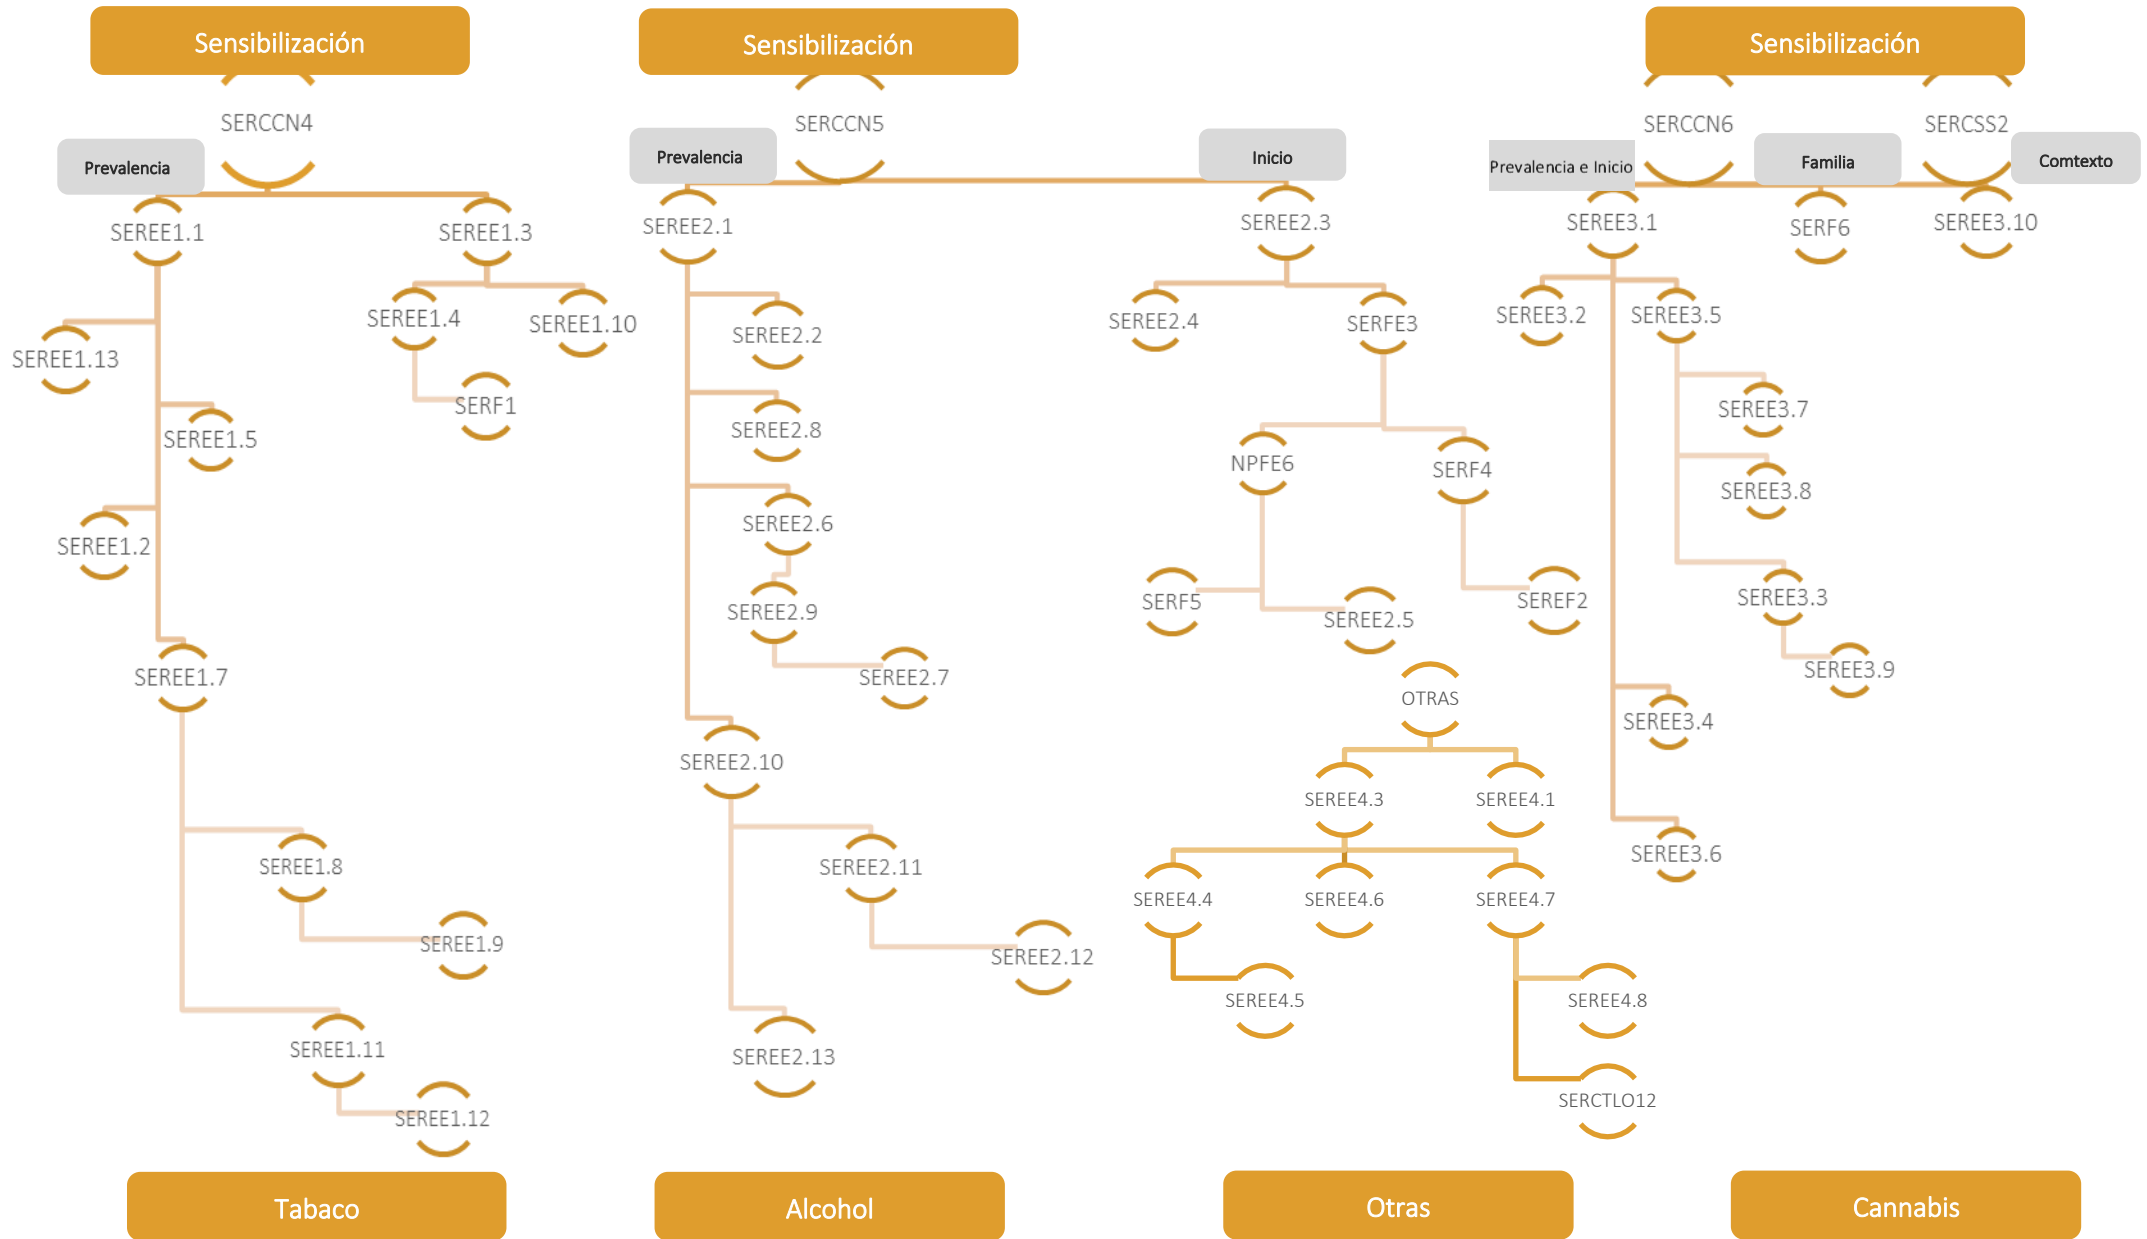 Sensibilización
Sensibilización
Sensibilización
SERCCN4
SERCCN5
SERCCN6
SERCSS2
Prevalencia
Prevalencia
Inicio
Prevalencia e Inicio
Familia
Comtexto
SEREE1.1
SEREE1.3
SEREE2.1
SEREE2.3
SEREE3.1
SERF6
SEREE3.10
SEREE1.4
SEREE1.10
SEREE2.2
SEREE2.4
SERFE3
SEREE3.2
SEREE3.5
SEREE1.13
SERF1
SEREE1.5
SEREE2.8
SEREE3.7
NPFE6
SERF4
SEREE3.8
SEREE1.2
SEREE2.6
SEREE2.9
SERF5
SEREE2.5
SEREF2
SEREE3.3
SEREE1.7
SEREE2.7
SEREE3.9
OTRAS
SEREE3.4
SEREE2.10
SEREE4.3
SEREE4.1
SEREE3.6
SEREE1.8
SEREE2.11
SEREE4.4
SEREE4.6
SEREE4.7
SEREE1.9
SEREE2.12
SEREE4.5
SEREE4.8
SEREE1.11
SEREE2.13
SERCTLO12
SEREE1.12
Tabaco
Alcohol
Otras
Cannabis